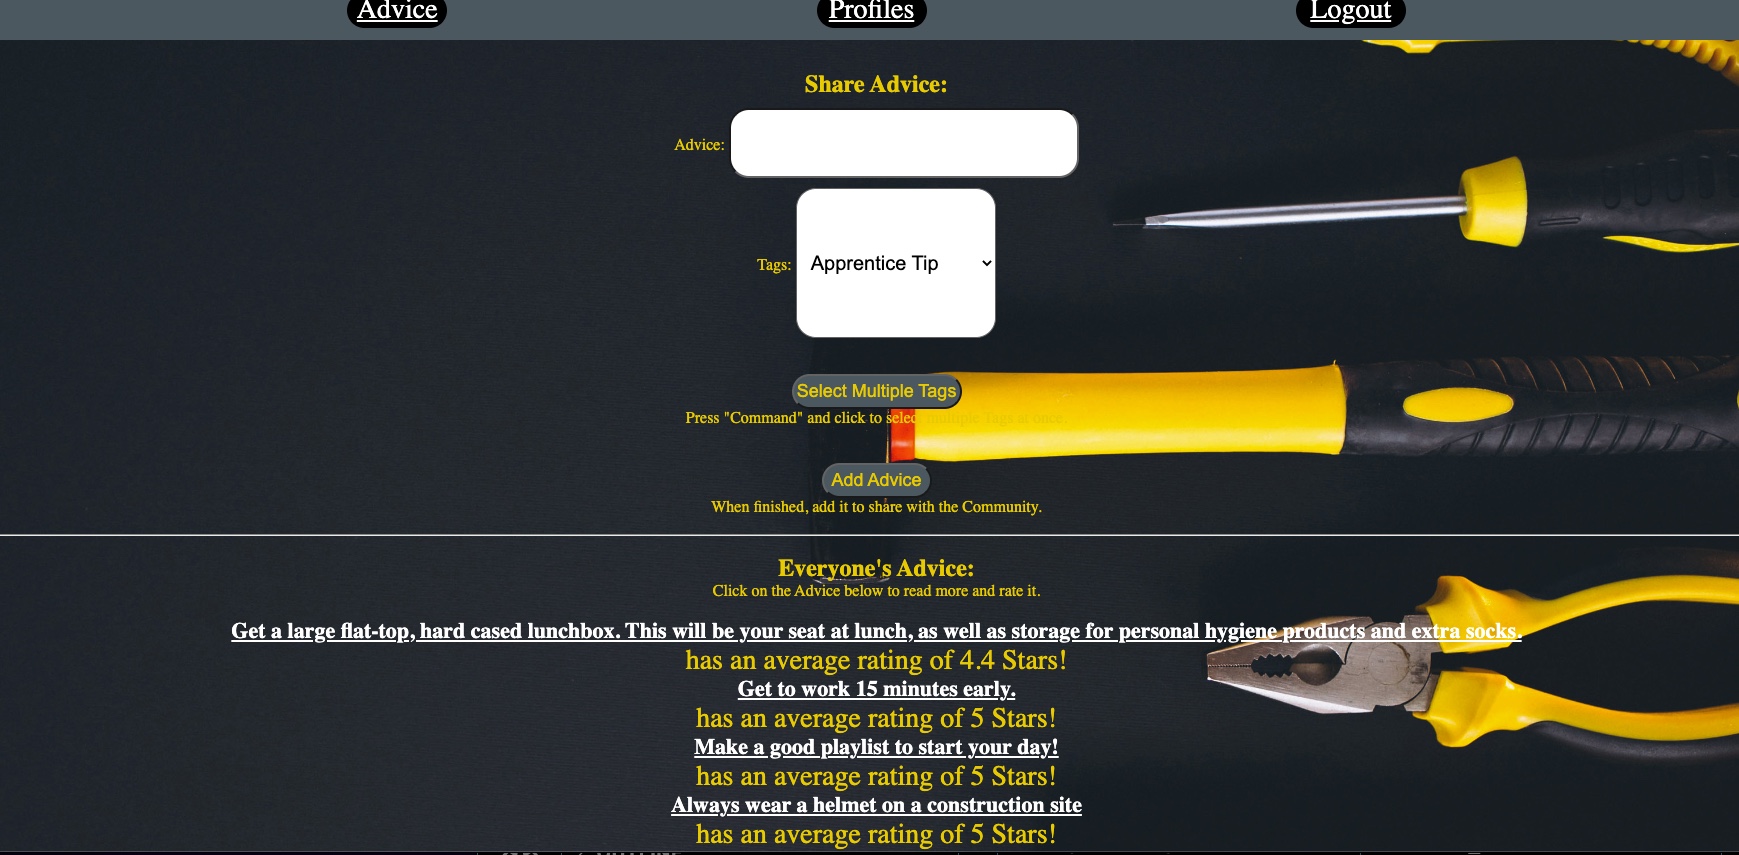 Advice Profiles Logout
Share Advice:
Advice:
Tags: Apprentice Tip
Select Multiple Tags
Press "Command" and click to select multiple Tags at once.
Add Advice
When finished, add it to share with the Community.
Everyone's Advice:
Click on the Advice below to read more and rate it.
Get a large flat-top, hard cased lunchbox. This will be your seat at lunch, as well as storage for personal hygiene products and extra socks.
has an average rating of 4.4 Stars!
Get to work 15 minutes early.
has an average rating of 5 Stars!
Make a good playlist to start your day!
has an average rating of 5 Stars!
Always wear a helmet on a construction site
has an average rating of 5 Stars!